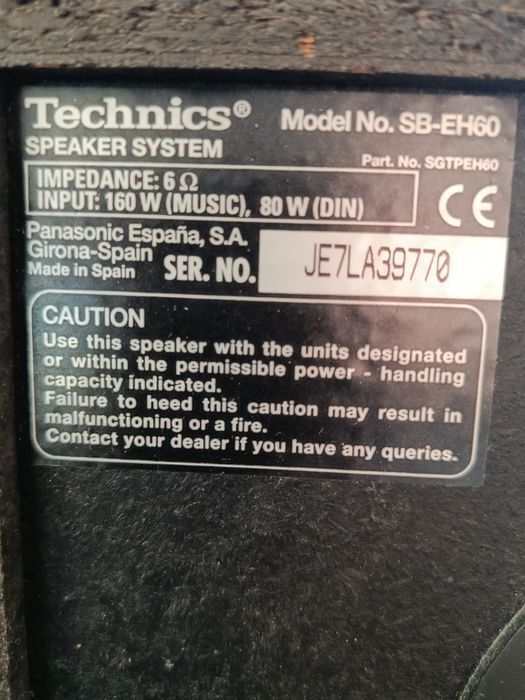 Technics® Model No. SB-EH60
SPEAKER SYSTEM
Part. No. SGTPEH60
IMPEDANCE: 6 Ω
INPUT: 160 W (MUSIC), 80 W (DIN)
CE
Panasonic España, S.A.
Girona-Spain
Made in Spain SER. NO. JE7LA39770
CAUTION
Use this speaker with the units designated
or within the permissible power - handling
capacity indicated.
Failure to heed this caution may result in
malfunctioning or a fire.
Contact your dealer if you have any queries.